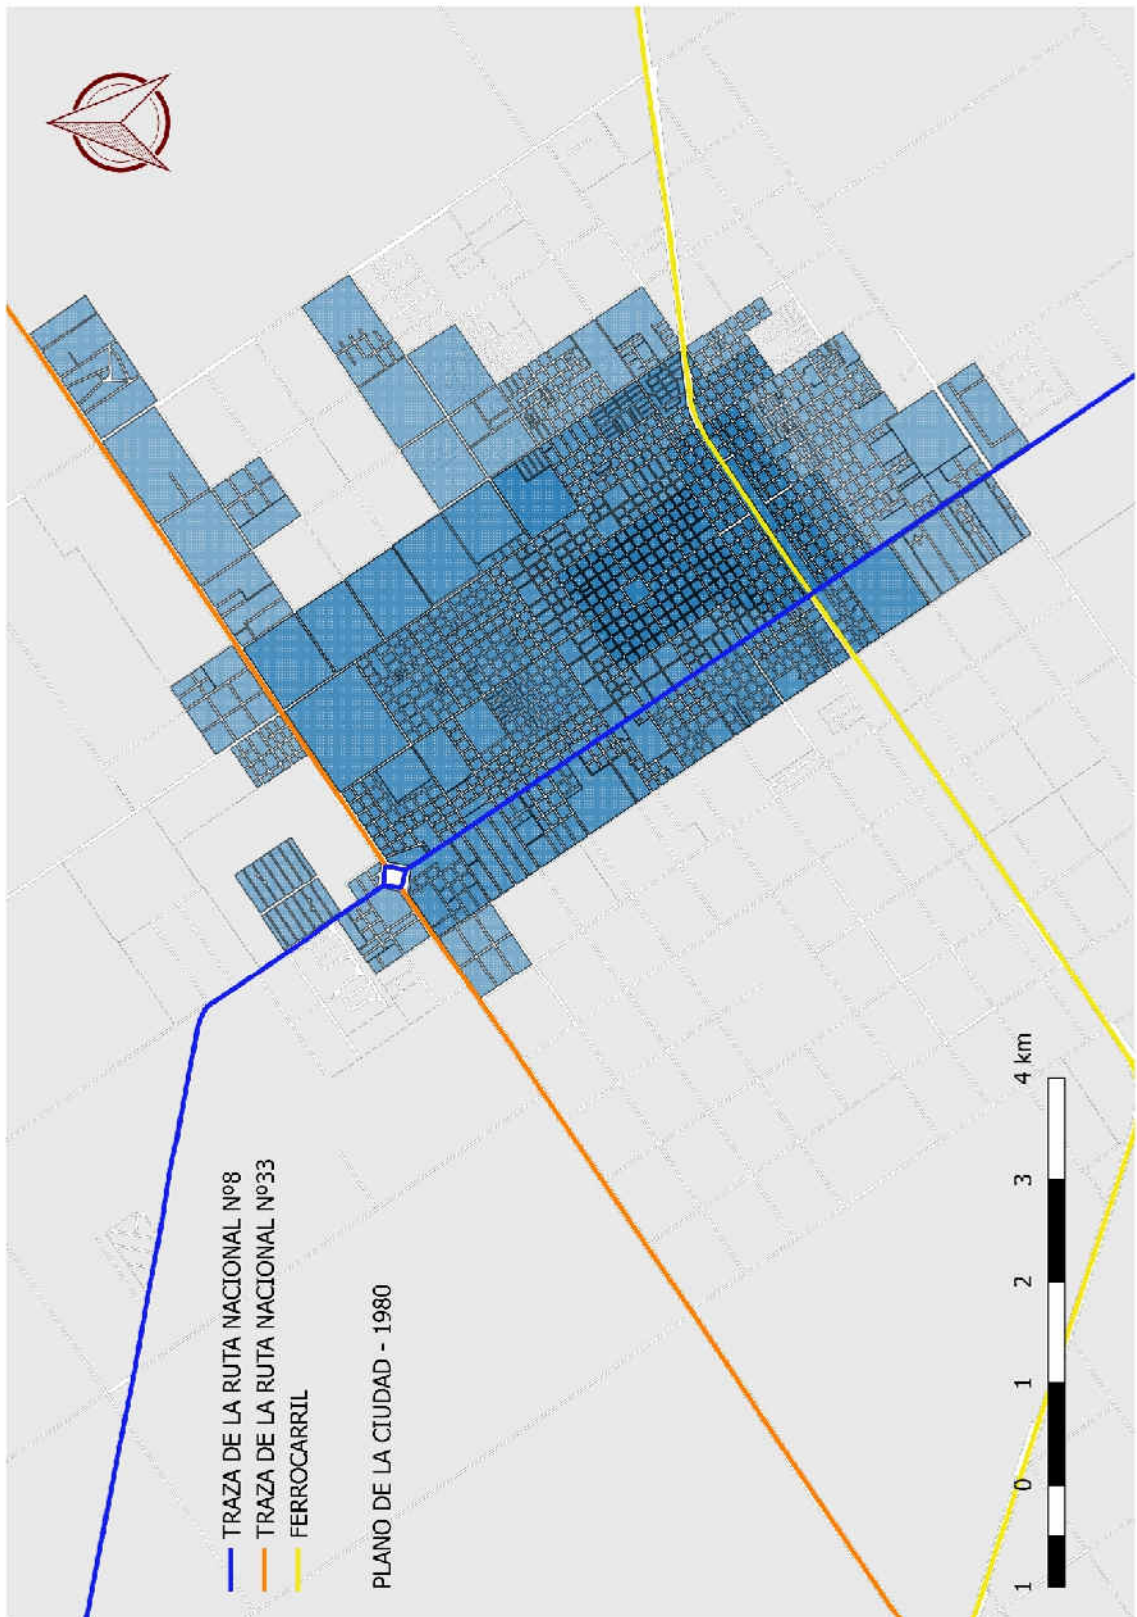 TRAZA DE LA RUTA NACIONAL Nº8
TRAZA DE LA RUTA NACIONAL Nº33
FERROCARRIL
PLANO DE LA CIUDAD - 1980
1 0 1 2 3 4 km